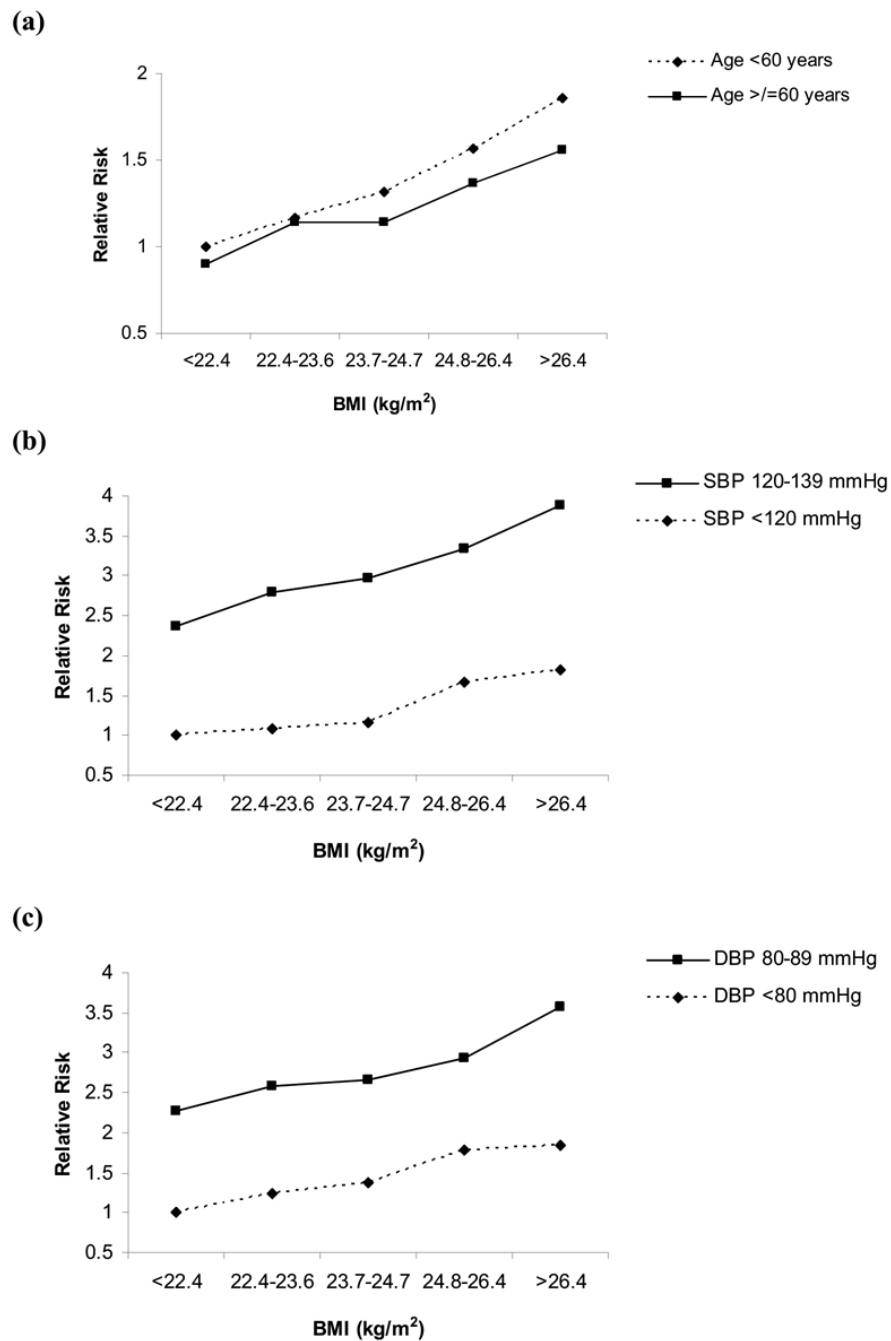 (a)
Age <60 years
Age >/=60 years
2
1.5
1
0.5
Relative Risk
<22.4 22.4-23.6 23.7-24.7 24.8-26.4 >26.4
BMI (kg/m²)
(b)
SBP 120-139 mmHg
SBP <120 mmHg
4
3.5
3
2.5
2
1.5
1
0.5
Relative Risk
<22.4 22.4-23.6 23.7-24.7 24.8-26.4 >26.4
BMI (kg/m²)
(c)
DBP 80-89 mmHg
DBP <80 mmHg
4
3.5
3
2.5
2
1.5
1
0.5
Relative Risk
<22.4 22.4-23.6 23.7-24.7 24.8-26.4 >26.4
BMI (kg/m²)